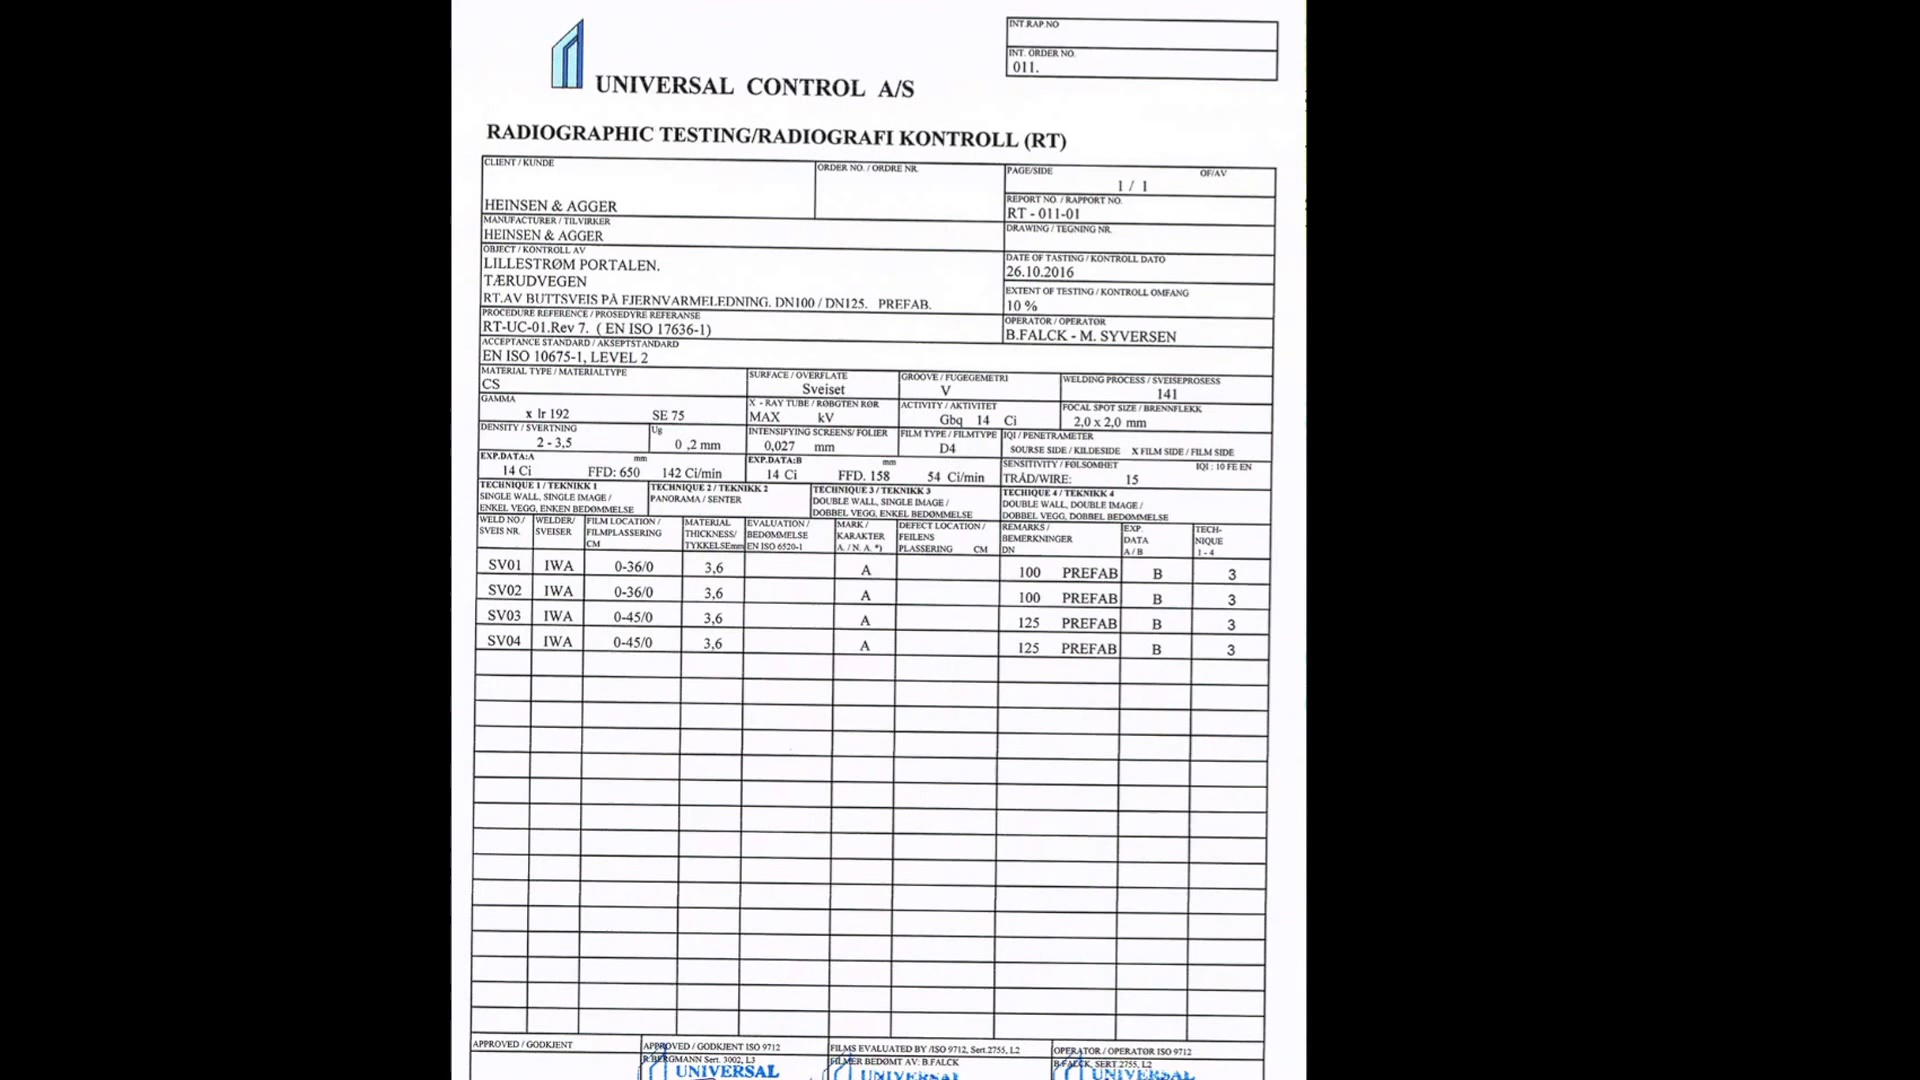 INT.RAP.NO
INT. ORDER NO.
011.
UNIVERSAL CONTROL A/S
RADIOGRAPHIC TESTING/RADIOGRAFI KONTROLL (RT)
CLIENT / KUNDE
HEINSEN & AGGER
ORDER NO. / ORDRE NR.
PAGE/SIDE OF/AV
1 / 1
REPORT NO. / RAPPORT NO.
RT - 011-01
MANUFACTURER / TILVIRKER
HEINSEN & AGGER
DRAWING / TEGNING NR.
OBJECT / KONTROLL AV
LILLESTRØM PORTALEN.
TÆRUDVEGEN
RT.AV BUTTSVEIS PÅ FJERNVARMELEDNING. DN100 / DN125. PREFAB.
DATE OF TASTING / KONTROLL DATO
26.10.2016
EXTENT OF TESTING / KONTROLL OMFANG
10 %
PROCEDURE REFERENCE / PROSEDYRE REFERANSE
RT-UC-01.Rev 7. ( EN ISO 17636-1)
OPERATOR / OPERATØR
B.FALCK - M. SYVERSEN
ACCEPTANCE STANDARD / AKSEPTSTANDARD
EN ISO 10675-1, LEVEL 2
MATERIAL TYPE / MATERIALTYPE
CS
SURFACE / OVERFLATE
Sveiset
GROOVE / FUGEGEMETRI
V
WELDING PROCESS / SVEISEPROSESS
141
GAMMA
x Ir 192 SE 75
X - RAY TUBE / RØBGTEN RØR
MAX kV
ACTIVITY / AKTIVITET
Gbq 14 Ci
FOCAL SPOT SIZE / BRENNFLEKK
2,0 x 2,0 mm
DENSITY / SVERTNING
2 - 3,5
Ug
0 ,2 mm
INTENSIFYING SCREENS/ FOLIER
0,027 mm
FILM TYPE / FILMTYPE
D4
IQI / PENETRAMETER
SOURSE SIDE / KILDESIDE X FILM SIDE / FILM SIDE
EXP.DATA:A mm
14 Ci FFD: 650 142 Ci/min
EXP.DATA:B mm
14 Ci FFD. 158 54 Ci/min
SENSITIVITY / FØLSOMHET IQI : 10 FE EN
TRÅD/WIRE: 15
TECHNIQUE 1 / TEKNIKK 1
SINGLE WALL, SINGLE IMAGE /
ENKEL VEGG, ENKEN BEDØMMELSE
TECHNIQUE 2 / TEKNIKK 2
PANORAMA / SENTER
TECHNIQUE 3 / TEKNIKK 3
DOUBLE WALL, SINGLE IMAGE /
DOBBEL VEGG, ENKEL BEDØMMELSE
TECHIQUE 4 / TEKNIKK 4
DOUBLE WALL, DOUBLE IMAGE /
DOBBEL VEGG, DOBBEL BEDØMMELSE
WELD NO./
SVEIS NR.
WELDER/
SVEISER
FILM LOCATION /
FILMPLASSERING
CM
MATERIAL
THICKNESS/
TYKKELSEmm
EVALUATION /
BEDØMMELSE
EN ISO 6520-1
MARK /
KARAKTER
A. / N. A. *)
DEFECT LOCATION /
FEILENS
PLASSERING CM
REMARKS /
BEMERKNINGER
DN
EXP.
DATA
A / B
TECH-
NIQUE
1 - 4
SV01 IWA 0-36/0 3,6 A 100 PREFAB B 3
SV02 IWA 0-36/0 3,6 A 100 PREFAB B 3
SV03 IWA 0-45/0 3,6 A 125 PREFAB B 3
SV04 IWA 0-45/0 3,6 A 125 PREFAB B 3
APPROVED / GODKJENT
APPROVED / GODKJENT ISO 9712
R.BERGMANN Sert. 3002, L3
UNIVERSAL
FILMS EVALUATED BY /ISO 9712, Sert.2755, L2
FILMER BEDØMT AV: B.FALCK
UNIVERSAL
OPERATOR / OPERATØR ISO 9712
B.FALCK, SERT.2755, L2
UNIVERSAL